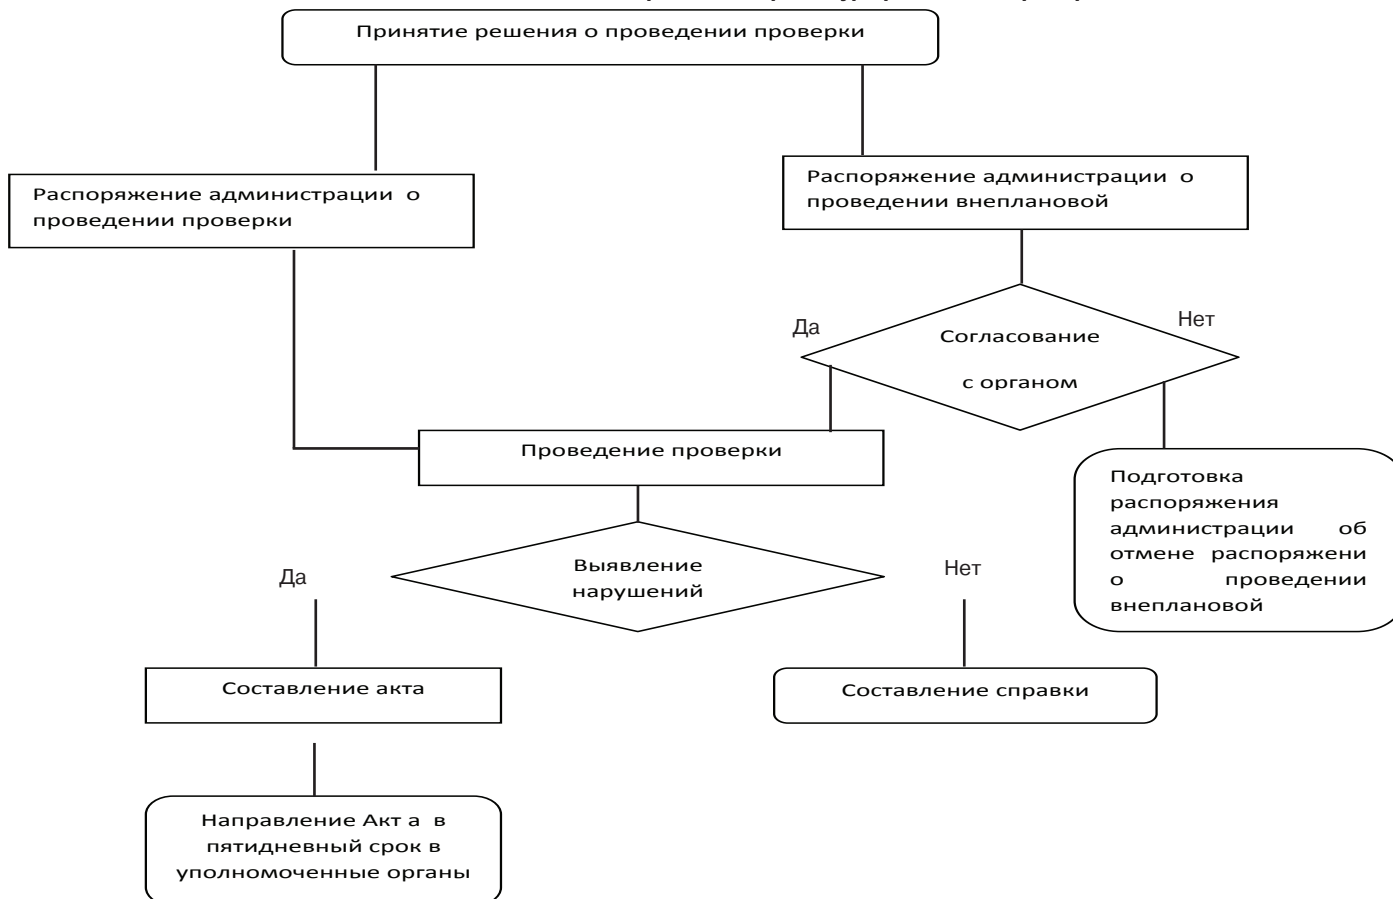 Принятие решения о проведении проверки
Распоряжение администрации о
проведении проверки
Распоряжение администрации о
проведении внеплановой
Да
Нет
Согласование
с органом
Проведение проверки
Подготовка
распоряжения
администрации об
отмене распоряжени
о проведении
внеплановой
Выявление
нарушений
Да
Нет
Составление акта
Составление справки
Направление Акт а в
пятидневный срок в
уполномоченные органы